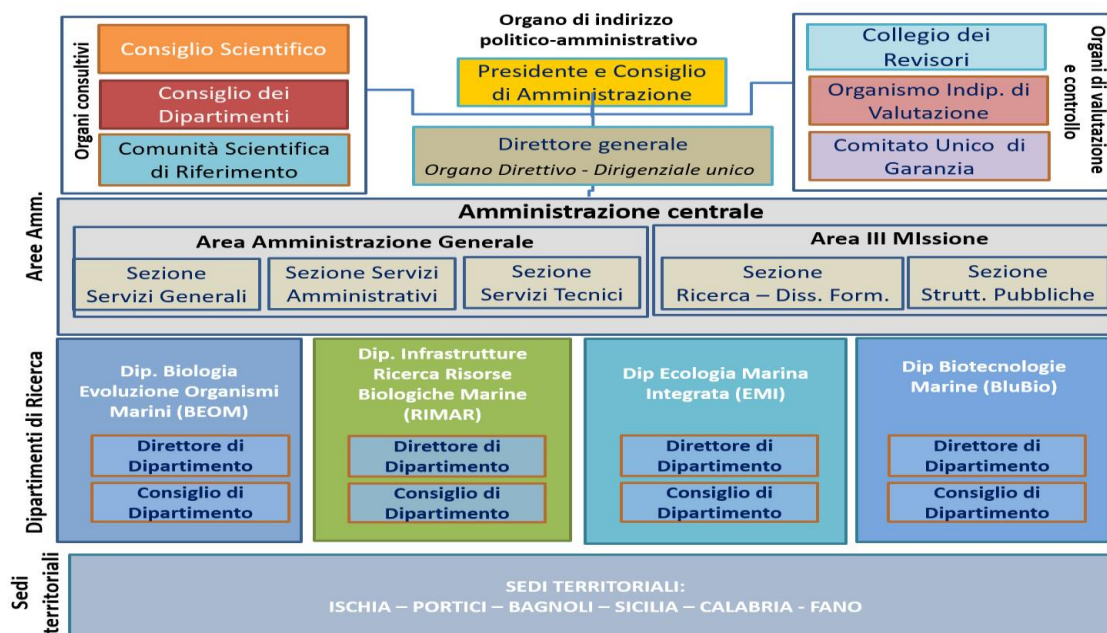 Organi consultivi
Consiglio Scientifico
Consiglio dei
Dipartimenti
Comunità Scientifica
di Riferimento
Organo di indirizzo
politico-amministrativo
Presidente e Consiglio
di Amministrazione
Direttore generale
Organo Direttivo - Dirigenziale unico
Collegio dei
Revisori
Organismo Indip. di
Valutazione
Comitato Unico di
Garanzia
Organi di valutazione
e controllo
Aree Amm.
Amministrazione centrale
Area Amministrazione Generale
Sezione
Servizi Generali
Sezione Servizi
Amministrativi
Sezione
Servizi Tecnici
Area III MIssione
Sezione
Ricerca – Diss. Form.
Sezione
Strutt. Pubbliche
Dipartimenti di Ricerca
Dip. Biologia
Evoluzione Organismi
Marini (BEOM)
Direttore di
Dipartimento
Consiglio di
Dipartimento
Dip. Infrastrutture
Ricerca Risorse
Biologiche Marine
(RIMAR)
Direttore di
Dipartimento
Consiglio di
Dipartimento
Dip Ecologia Marina
Integrata (EMI)
Direttore di
Dipartimento
Consiglio di
Dipartimento
Dip Biotecnologie
Marine (BluBio)
Direttore di
Dipartimento
Consiglio di
Dipartimento
Sedi
territoriali
SEDI TERRITORIALI:
ISCHIA – PORTICI – BAGNOLI – SICILIA – CALABRIA - FANO